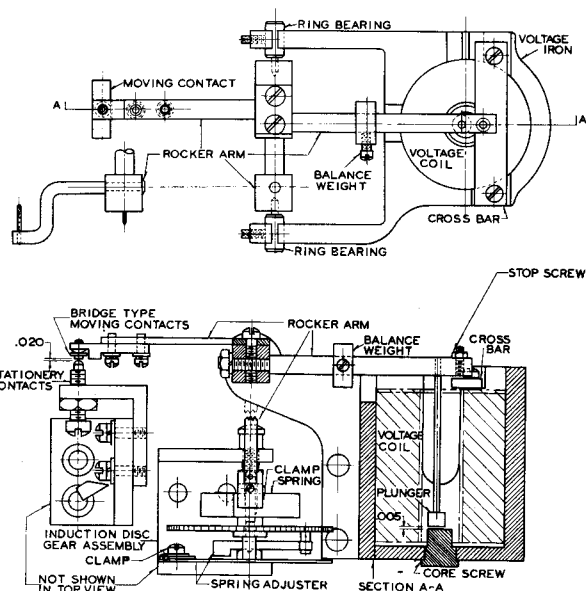 RING BEARING
VOLTAGE
IRON
MOVING CONTACT
A
A
ROCKER ARM
BALANCE
WEIGHT
VOLTAGE
COIL
CROSS BAR
RING BEARING
STOP SCREW
BRIDGE TYPE
MOVING CONTACTS
.020
ROCKER ARM
BALANCE
WEIGHT
CROSS
BAR
STATIONERY
CONTACTS
VOLTAGE
COIL
CLAMP
SPRING
PLUNGER
.005
INDUCTION DISC
GEAR ASSEMBLY
CLAMP
NOT SHOWN
IN TOP VIEW
SPRING ADJUSTER
SECTION A-A
CORE SCREW